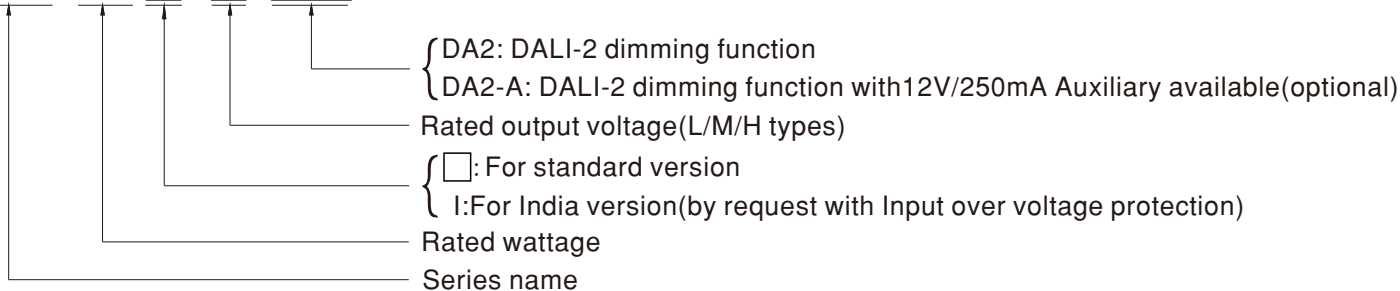 DA2: DALI-2 dimming function
DA2-A: DALI-2 dimming function with12V/250mA Auxiliary available(optional)
Rated output voltage(L/M/H types)
□: For standard version
I:For India version(by request with Input over voltage protection)
Rated wattage
Series name